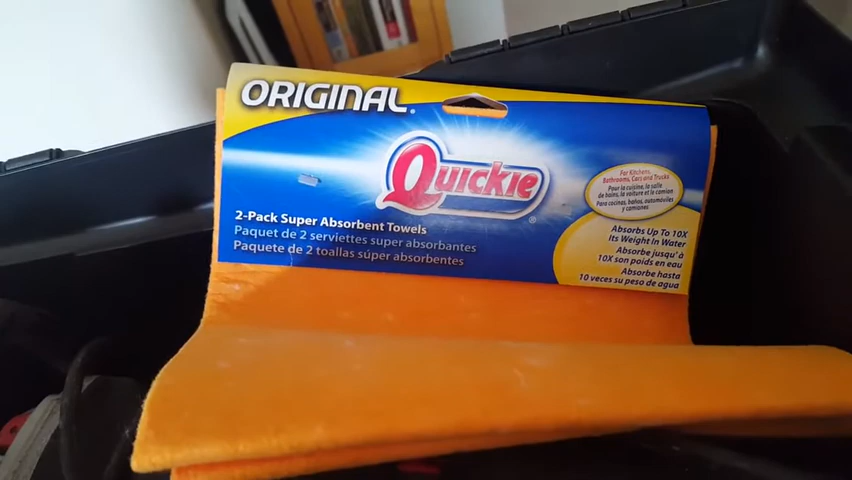 ORIGINAL®
Quickie®
2-Pack Super Absorbent Towels
Paquet de 2 serviettes super absorbantes
Paquete de 2 toallas súper absorbentes
For Kitchens,
Bathrooms, Cars and Trucks
Pour la cuisine, la salle
de bains, la voiture et le camion
Para cocinas, baños, automóviles
y camiones
Absorbs Up To 10X
Its Weight In Water
Absorbe jusqu'à
10X son poids en eau
Absorbe hasta
10 veces su peso de agua